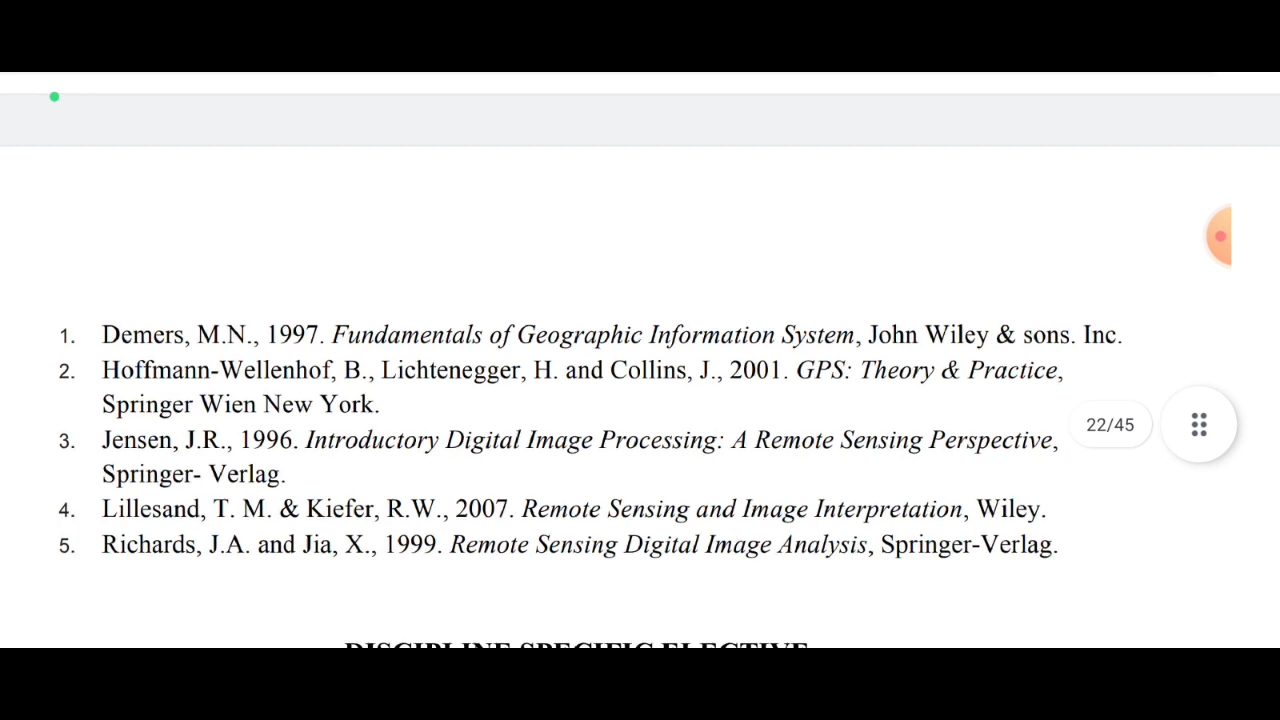 1. Demers, M.N., 1997. Fundamentals of Geographic Information System, John Wiley & sons. Inc.
2. Hoffmann-Wellenhof, B., Lichtenegger, H. and Collins, J., 2001. GPS: Theory & Practice,
Springer Wien New York.
22/45
3. Jensen, J.R., 1996. Introductory Digital Image Processing: A Remote Sensing Perspective,
Springer- Verlag.
4. Lillesand, T. M. & Kiefer, R.W., 2007. Remote Sensing and Image Interpretation, Wiley.
5. Richards, J.A. and Jia, X., 1999. Remote Sensing Digital Image Analysis, Springer-Verlag.
DISCIPLINE SPECIFIC ELECTIVE